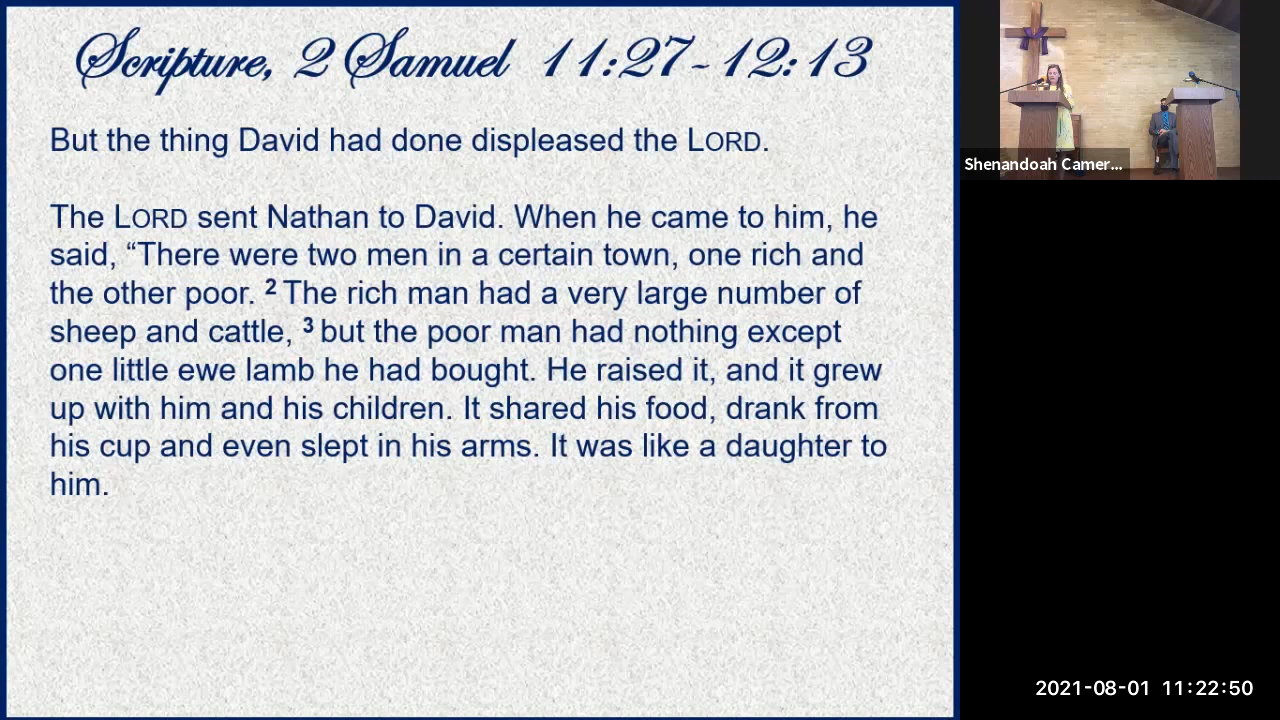 Scripture, 2 Samuel 11:27-12:13
But the thing David had done displeased the LORD.
The LORD sent Nathan to David. When he came to him, he
said, “There were two men in a certain town, one rich and
the other poor. 2 The rich man had a very large number of
sheep and cattle, 3 but the poor man had nothing except
one little ewe lamb he had bought. He raised it, and it grew
up with him and his children. It shared his food, drank from
his cup and even slept in his arms. It was like a daughter to
him.
Shenandoah Camer...
2021-08-01 11:22:50